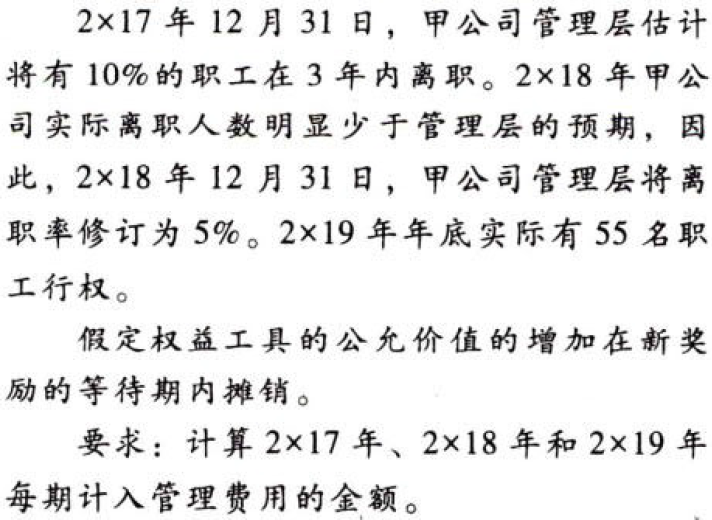 2×17 年 12 月 31 日，甲公司管理层估计
将有 10%的职工在 3 年内离职。2×18 年甲公
司实际离职人数明显少于管理层的预期，因
此，2×18 年 12 月 31 日，甲公司管理层将离
职率修订为 5%。2×19 年年底实际有 55 名职
工行权。
假定权益工具的公允价值的增加在新奖
励的等待期内摊销。
要求：计算 2×17 年、2×18 年和 2×19 年
每期计入管理费用的金额。